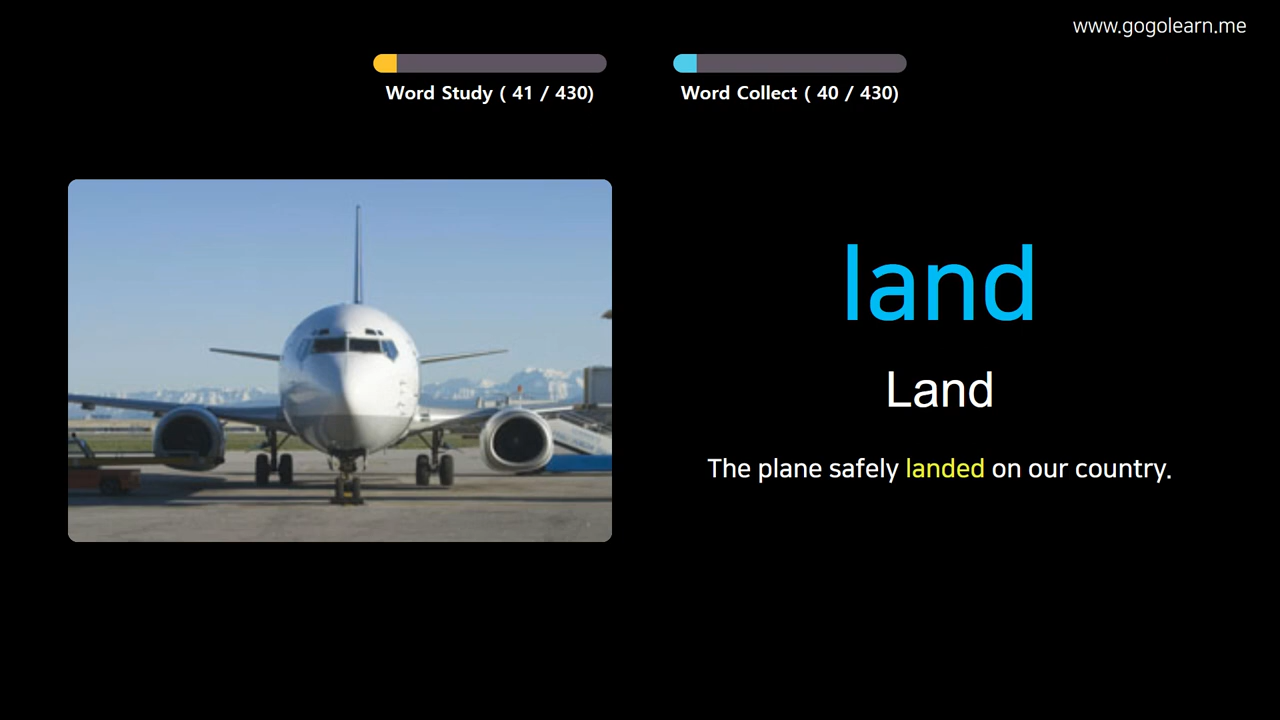 www.gogolearn.me
Word Study ( 41 / 430)
Word Collect ( 40 / 430)
land
Land
The plane safely landed on our country.